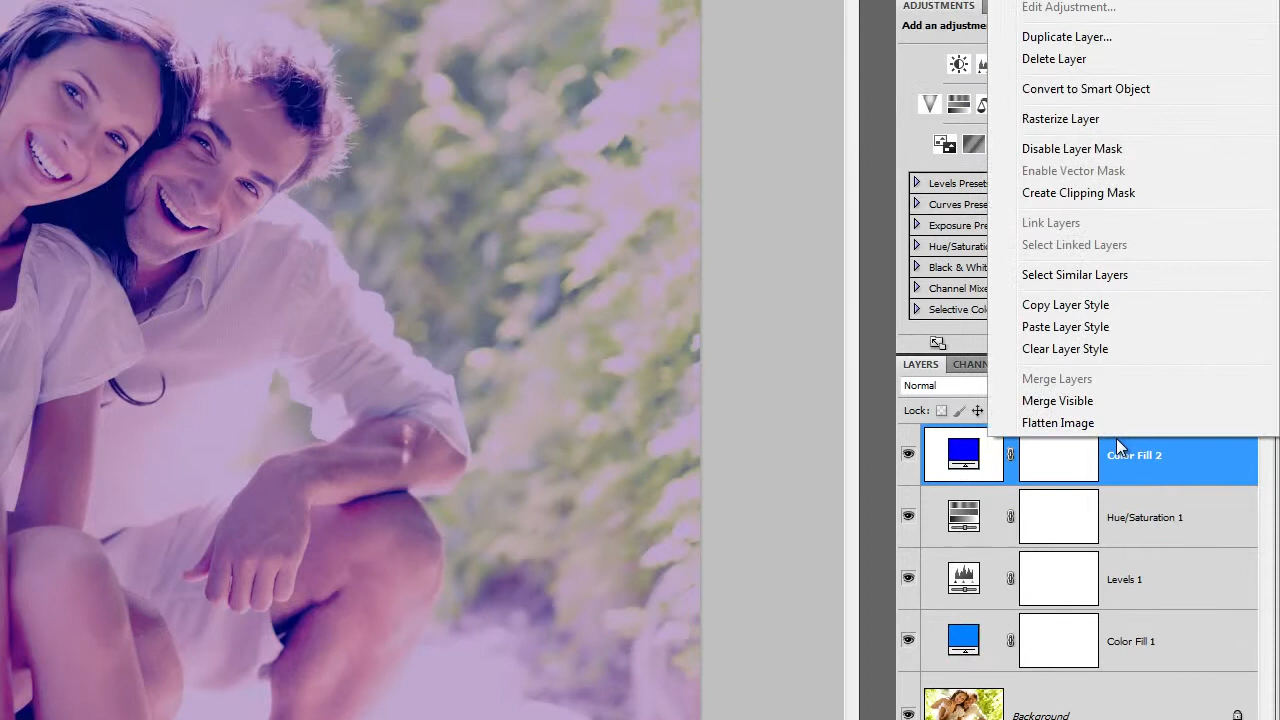 ADJUSTMENTS
Add an adjustme
Levels Preset
Curves Prese
Exposure Pre
Hue/Saturatio
Black & Whit
Channel Mixe
Selective Colo
LAYERS
CHANN
Normal
Lock:
Edit Adjustment...
Duplicate Layer...
Delete Layer
Convert to Smart Object
Rasterize Layer
Disable Layer Mask
Enable Vector Mask
Create Clipping Mask
Link Layers
Select Linked Layers
Select Similar Layers
Copy Layer Style
Paste Layer Style
Clear Layer Style
Merge Layers
Merge Visible
Flatten Image
Color Fill 2
Hue/Saturation 1
Levels 1
Color Fill 1
Background